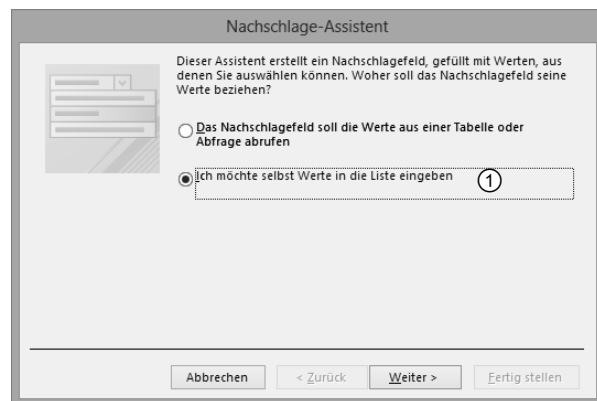 Nachschlage-Assistent
Dieser Assistent erstellt ein Nachschlagefeld, gefüllt mit Werten, aus
denen Sie auswählen können. Woher soll das Nachschlagefeld seine
Werte beziehen?
Das Nachschlagefeld soll die Werte aus einer Tabelle oder
Abfrage abrufen
Ich möchte selbst Werte in die Liste eingeben 1
Abbrechen < Zurück Weiter > Fertig stellen